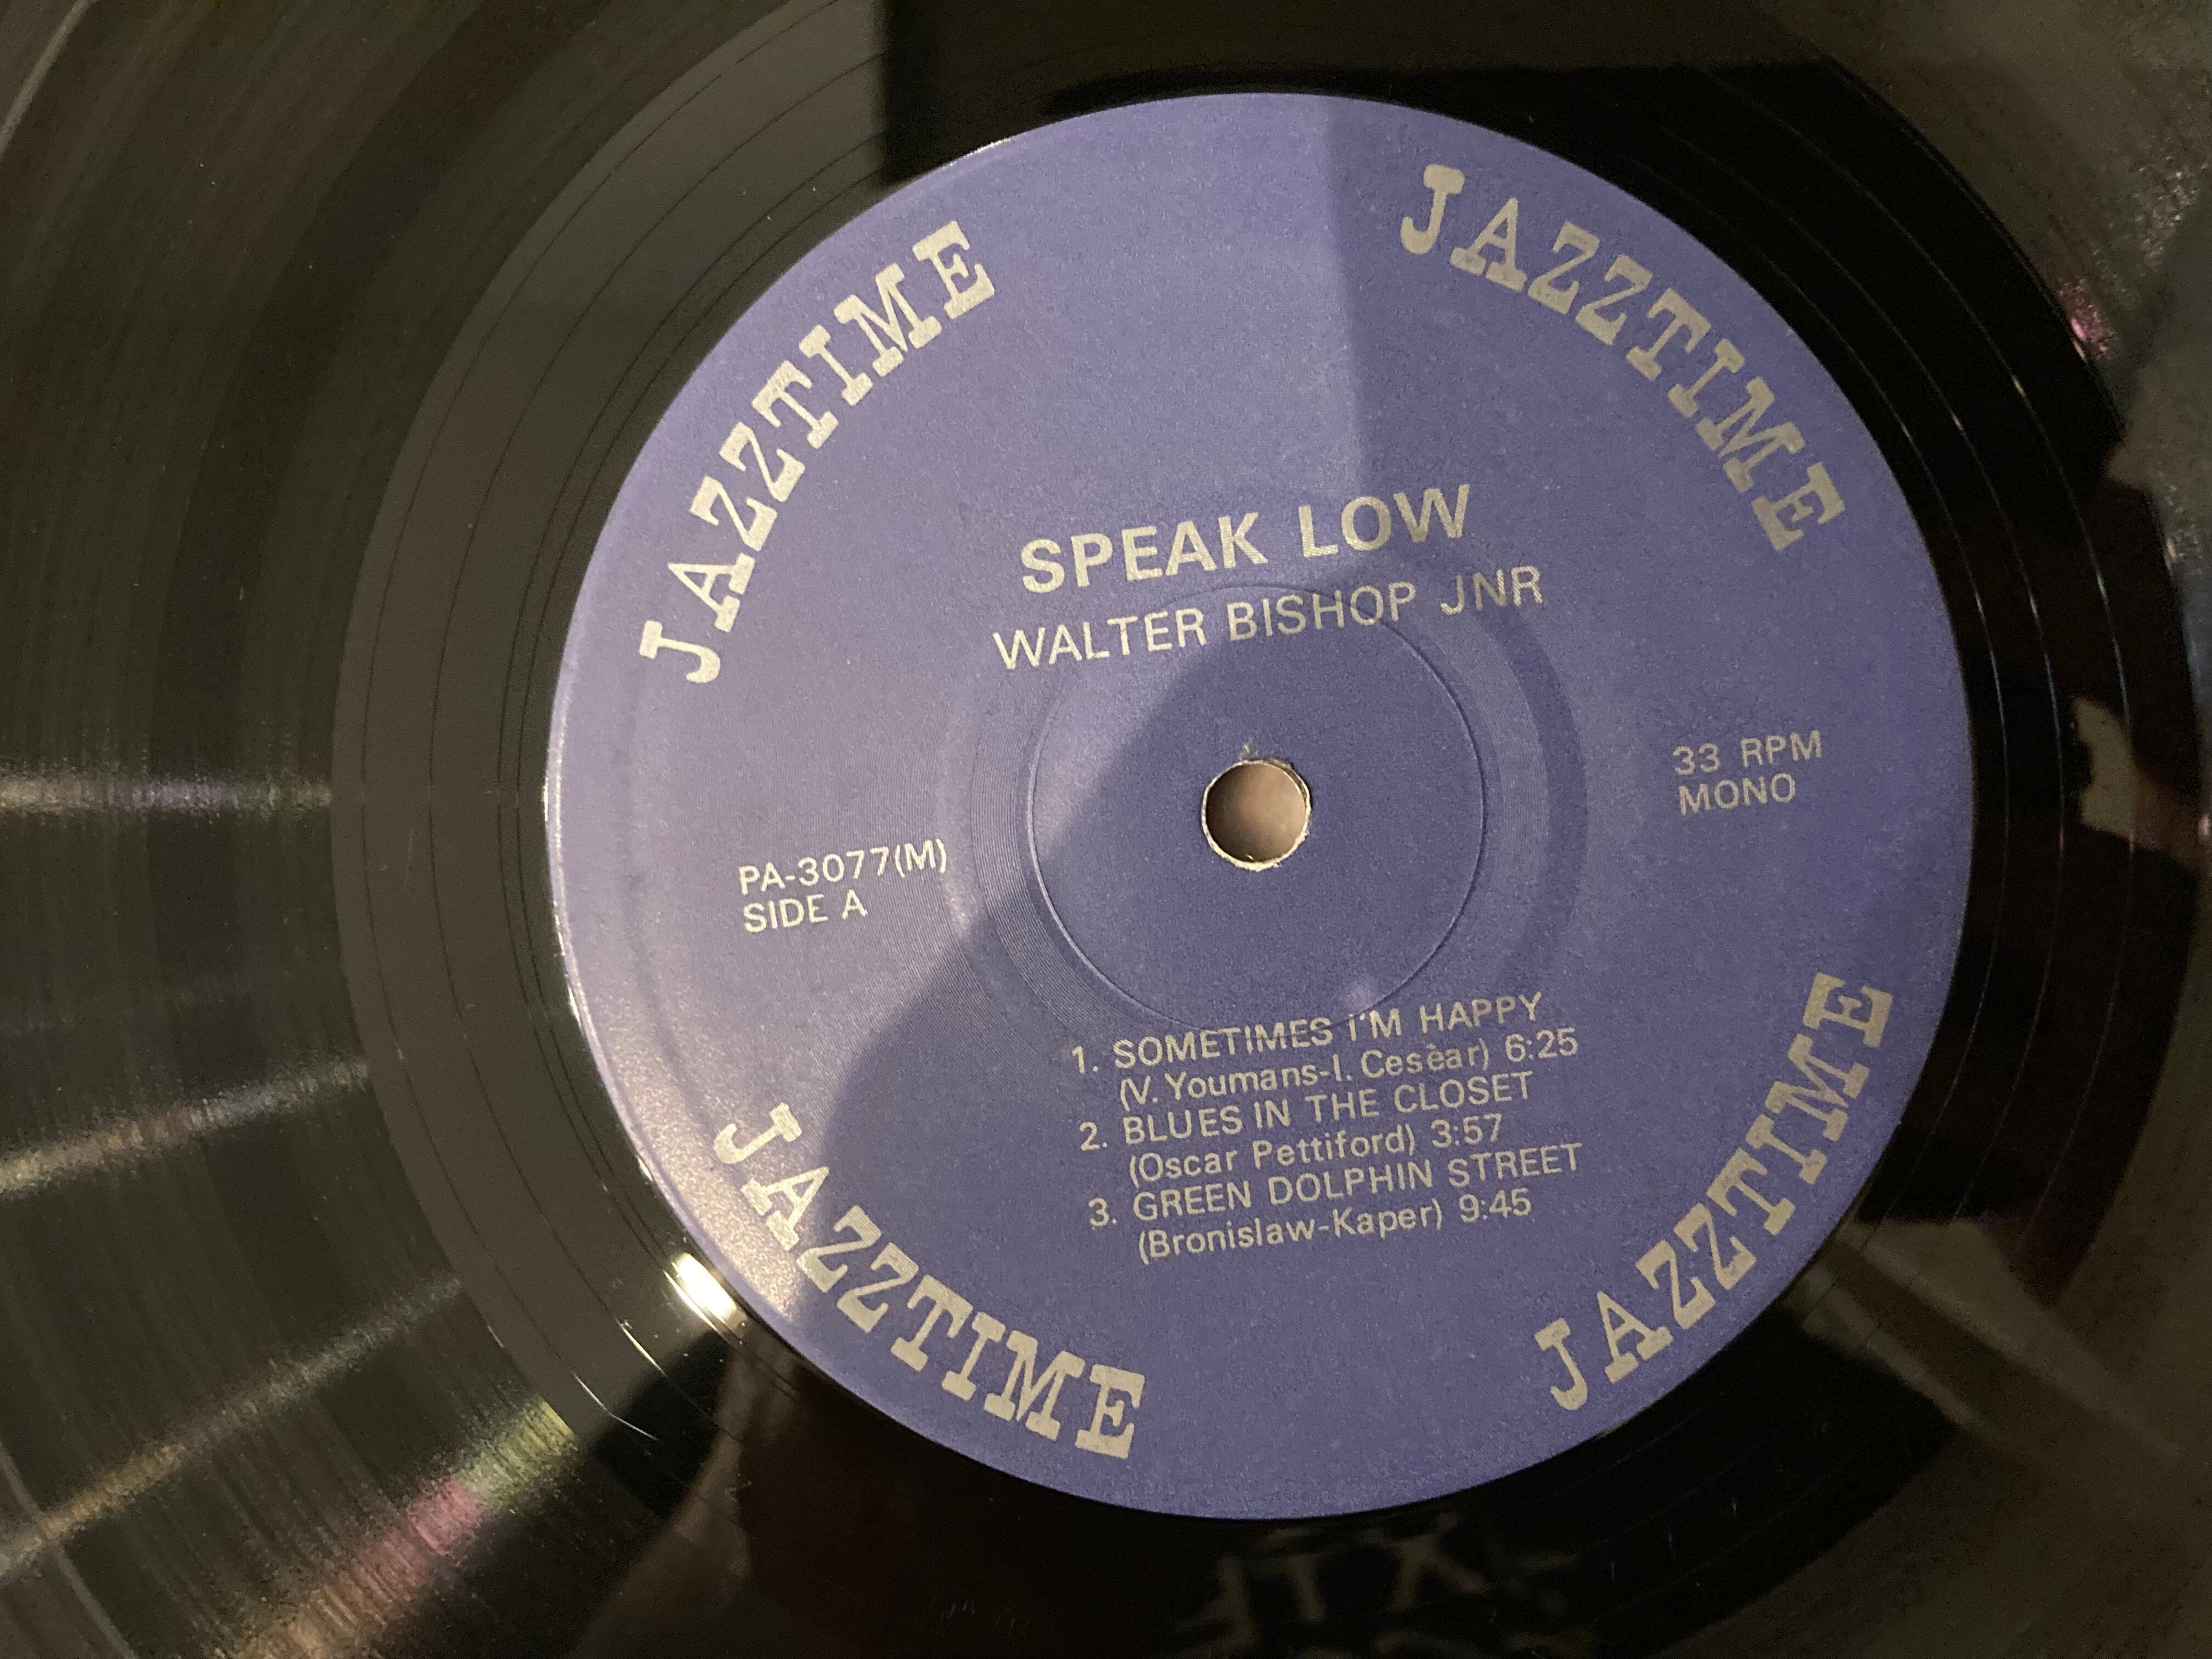 JAZZTIME
JAZZTIME
SPEAK LOW
WALTER BISHOP JNR
33 RPM
MONO
PA-3077(M)
SIDE A
1. SOMETIMES I'M HAPPY
(V. Youmans-I. Cesèar) 6:25
2. BLUES IN THE CLOSET
(Oscar Pettiford) 3:57
3. GREEN DOLPHIN STREET
(Bronislaw-Kaper) 9:45
JAZZTIME
JAZZTIME